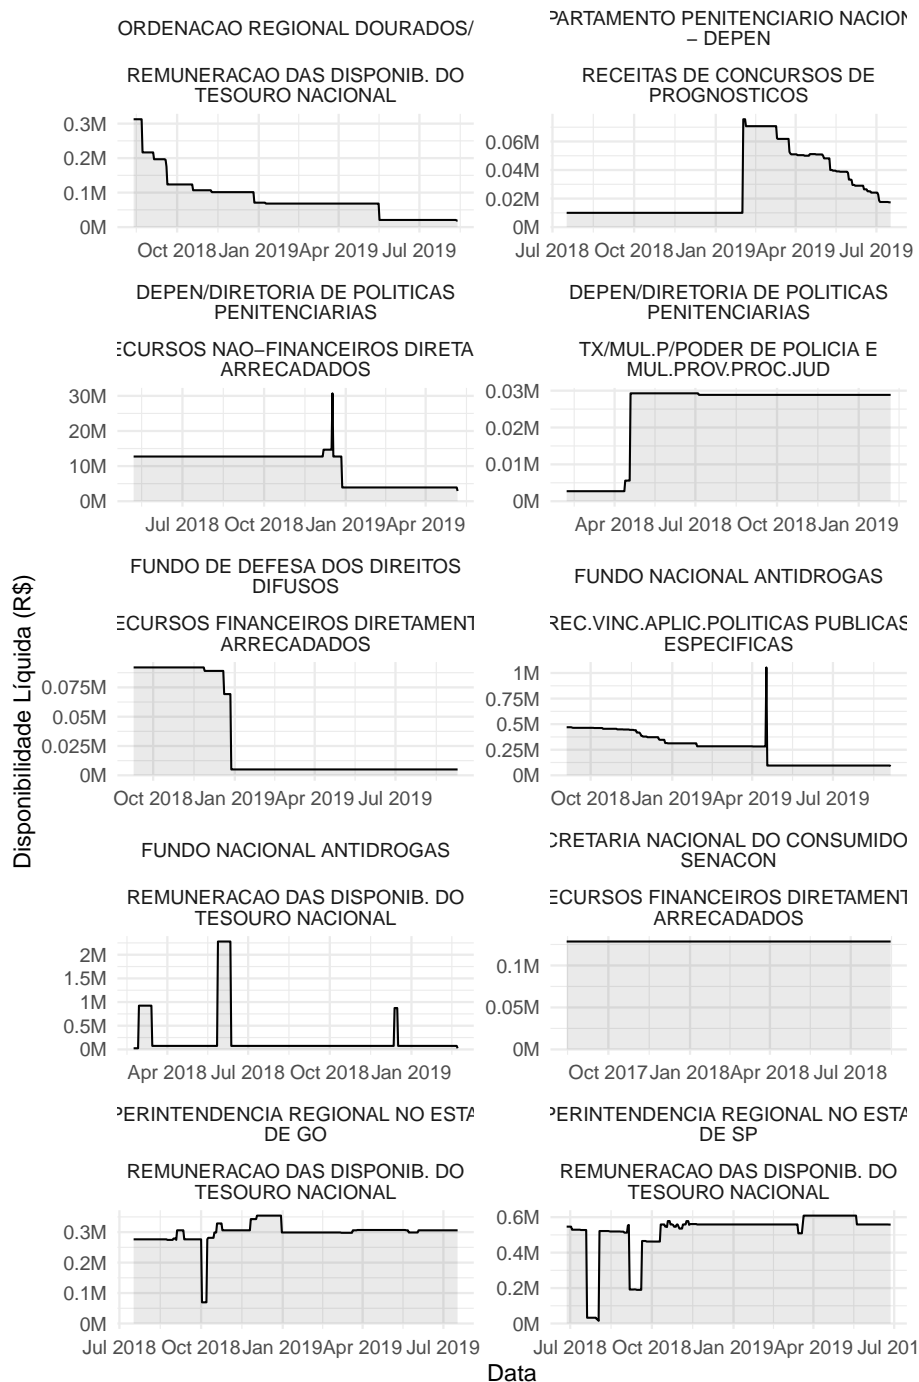 ORDENACAO REGIONAL DOURADOS/
REMUNERACAO DAS DISPONIB. DO
TESOURO NACIONAL
0.3M
0.2M
0.1M
0M
Oct 2018 Jan 2019 Apr 2019 Jul 2019
PARTAMENTO PENITENCIARIO NACION
– DEPEN
RECEITAS DE CONCURSOS DE
PROGNOSTICOS
0.06M
0.04M
0.02M
0M
Jul 2018 Oct 2018 Jan 2019 Apr 2019 Jul 2019
DEPEN/DIRETORIA DE POLITICAS
PENITENCIARIAS
ECURSOS NAO−FINANCEIROS DIRETA
ARRECADADOS
30M
20M
10M
0M
Jul 2018 Oct 2018 Jan 2019 Apr 2019
DEPEN/DIRETORIA DE POLITICAS
PENITENCIARIAS
TX/MUL.P/PODER DE POLICIA E
MUL.PROV.PROC.JUD
0.03M
0.02M
0.01M
0M
Apr 2018 Jul 2018 Oct 2018 Jan 2019
FUNDO DE DEFESA DOS DIREITOS
DIFUSOS
ECURSOS FINANCEIROS DIRETAMENT
ARRECADADOS
0.075M
0.05M
0.025M
0M
Oct 2018 Jan 2019 Apr 2019 Jul 2019
FUNDO NACIONAL ANTIDROGAS
REC.VINC.APLIC.POLITICAS PUBLICAS
ESPECIFICAS
1M
0.75M
0.5M
0.25M
0M
Oct 2018 Jan 2019 Apr 2019 Jul 2019
Disponibilidade Líquida (R$)
FUNDO NACIONAL ANTIDROGAS
REMUNERACAO DAS DISPONIB. DO
TESOURO NACIONAL
2M
1.5M
1M
0.5M
0M
Apr 2018 Jul 2018 Oct 2018 Jan 2019
CRETARIA NACIONAL DO CONSUMIDO
SENACON
ECURSOS FINANCEIROS DIRETAMENT
ARRECADADOS
0.1M
0.05M
0M
Oct 2017 Jan 2018 Apr 2018 Jul 2018
PERINTENDENCIA REGIONAL NO ESTA
DE GO
REMUNERACAO DAS DISPONIB. DO
TESOURO NACIONAL
0.3M
0.2M
0.1M
0M
Jul 2018 Oct 2018 Jan 2019 Apr 2019 Jul 2019
PERINTENDENCIA REGIONAL NO ESTA
DE SP
REMUNERACAO DAS DISPONIB. DO
TESOURO NACIONAL
0.6M
0.4M
0.2M
0M
Jul 2018 Oct 2018 Jan 2019 Apr 2019 Jul 201
Data